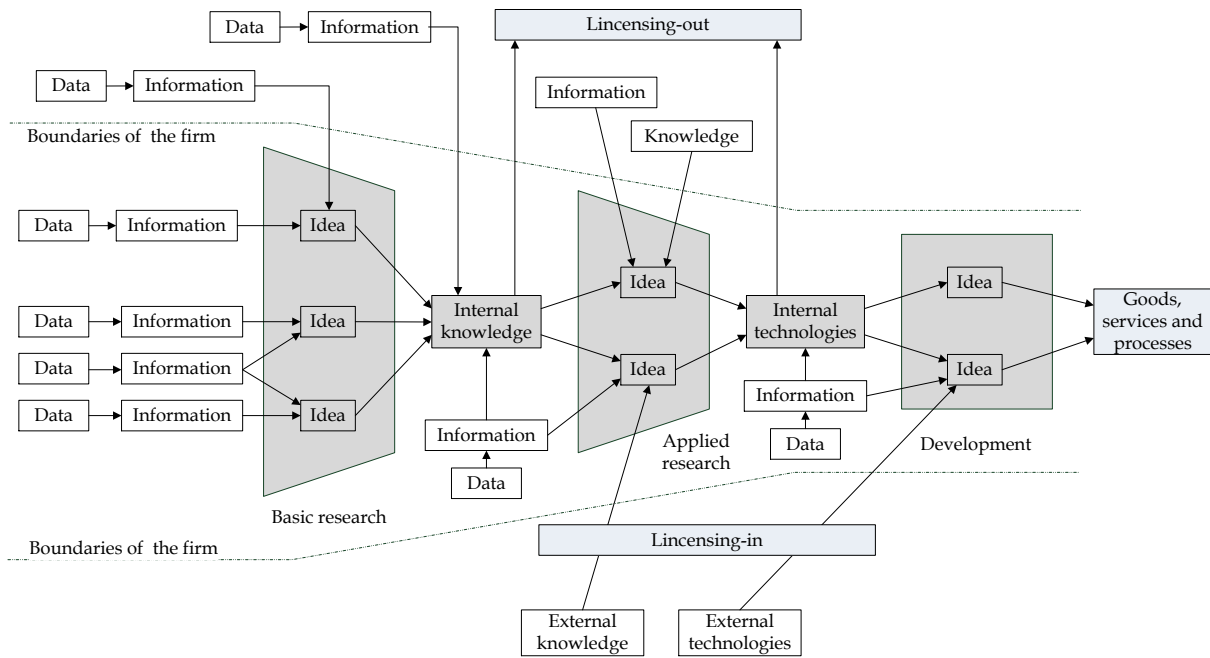 Data
Information
Lincensing-out
Data
Information
Information
Boundaries of the firm
Knowledge
Data
Information
Idea
Idea
Idea
Internal
knowledge
Internal
technologies
Goods,
services and
processes
Data
Information
Idea
Data
Information
Idea
Idea
Data
Information
Idea
Information
Information
Data
Applied
research
Data
Development
Basic research
Boundaries of the firm
Lincensing-in
External
knowledge
External
technologies